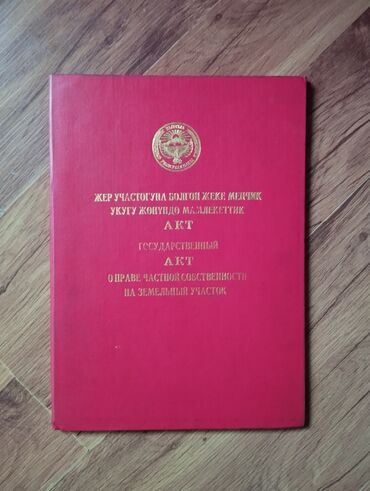 ЖЕР УЧАСТОГУНА БОЛГОН ЖЕКЕ МЕНЧИК
УКУГУ ЖӨНҮНДӨ МАМЛЕКЕТТИК
АКТ
ГОСУДАРСТВЕННЫЙ
АКТ
О ПРАВЕ ЧАСТНОЙ СОБСТВЕННОСТИ
НА ЗЕМЕЛЬНЫЙ УЧАСТОК